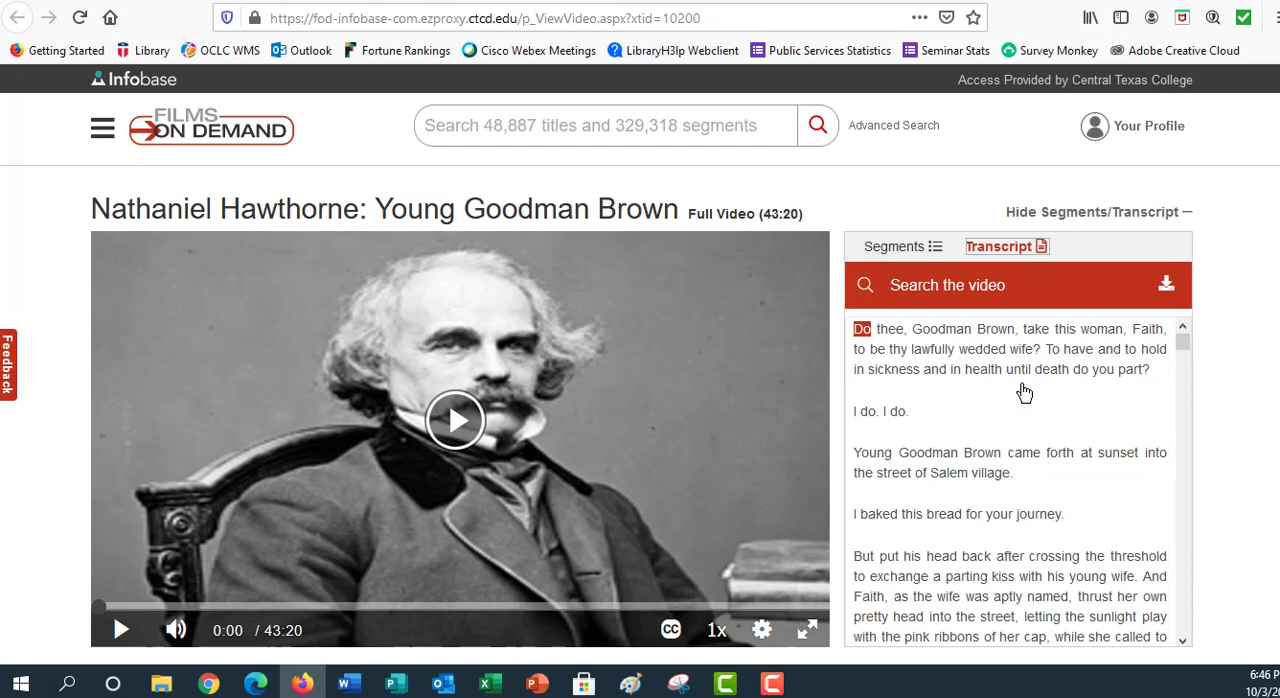 https://fod-infobase-com.ezproxy.ctcd.edu/p_ViewVideo.aspx?xtid=10200
Getting Started Library OCLC WMS Outlook Fortune Rankings Cisco Webex Meetings LibraryH3lp Webclient Public Services Statistics Seminar Stats Survey Monkey Adobe Creative Cloud
Infobase Access Provided by Central Texas College
FILMS
ON DEMAND
Search 48,887 titles and 329,318 segments
Advanced Search
Your Profile
Nathaniel Hawthorne: Young Goodman Brown Full Video (43:20)
Hide Segments/Transcript —
Feedback
Segments Transcript
Search the video
Do thee, Goodman Brown, take this woman, Faith,
to be thy lawfully wedded wife? To have and to hold
in sickness and in health until death do you part?
I do. I do.
Young Goodman Brown came forth at sunset into
the street of Salem village.
I baked this bread for your journey.
But put his head back after crossing the threshold
to exchange a parting kiss with his young wife. And
Faith, as the wife was aptly named, thrust her own
pretty head into the street, letting the sunlight play
with the pink ribbons of her cap, while she called to
0:00 / 43:20 CC 1x
6:46 P
10/3/20